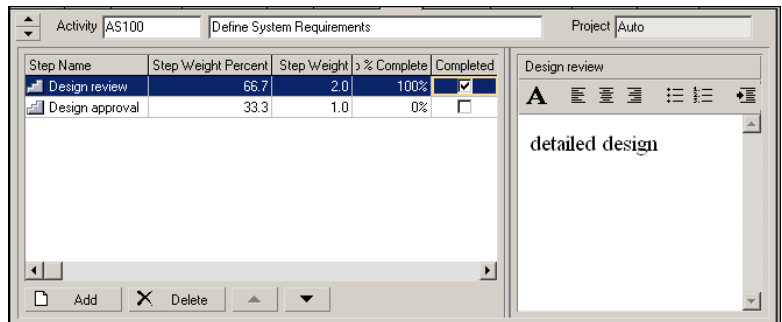 Activity AS100 Define System Requirements Project Auto
Step Name Step Weight Percent Step Weight % Complete Completed Design review
Design review 66.7 2.0 100%
Design approval 33.3 1.0 0%
A
detailed design
Add Delete